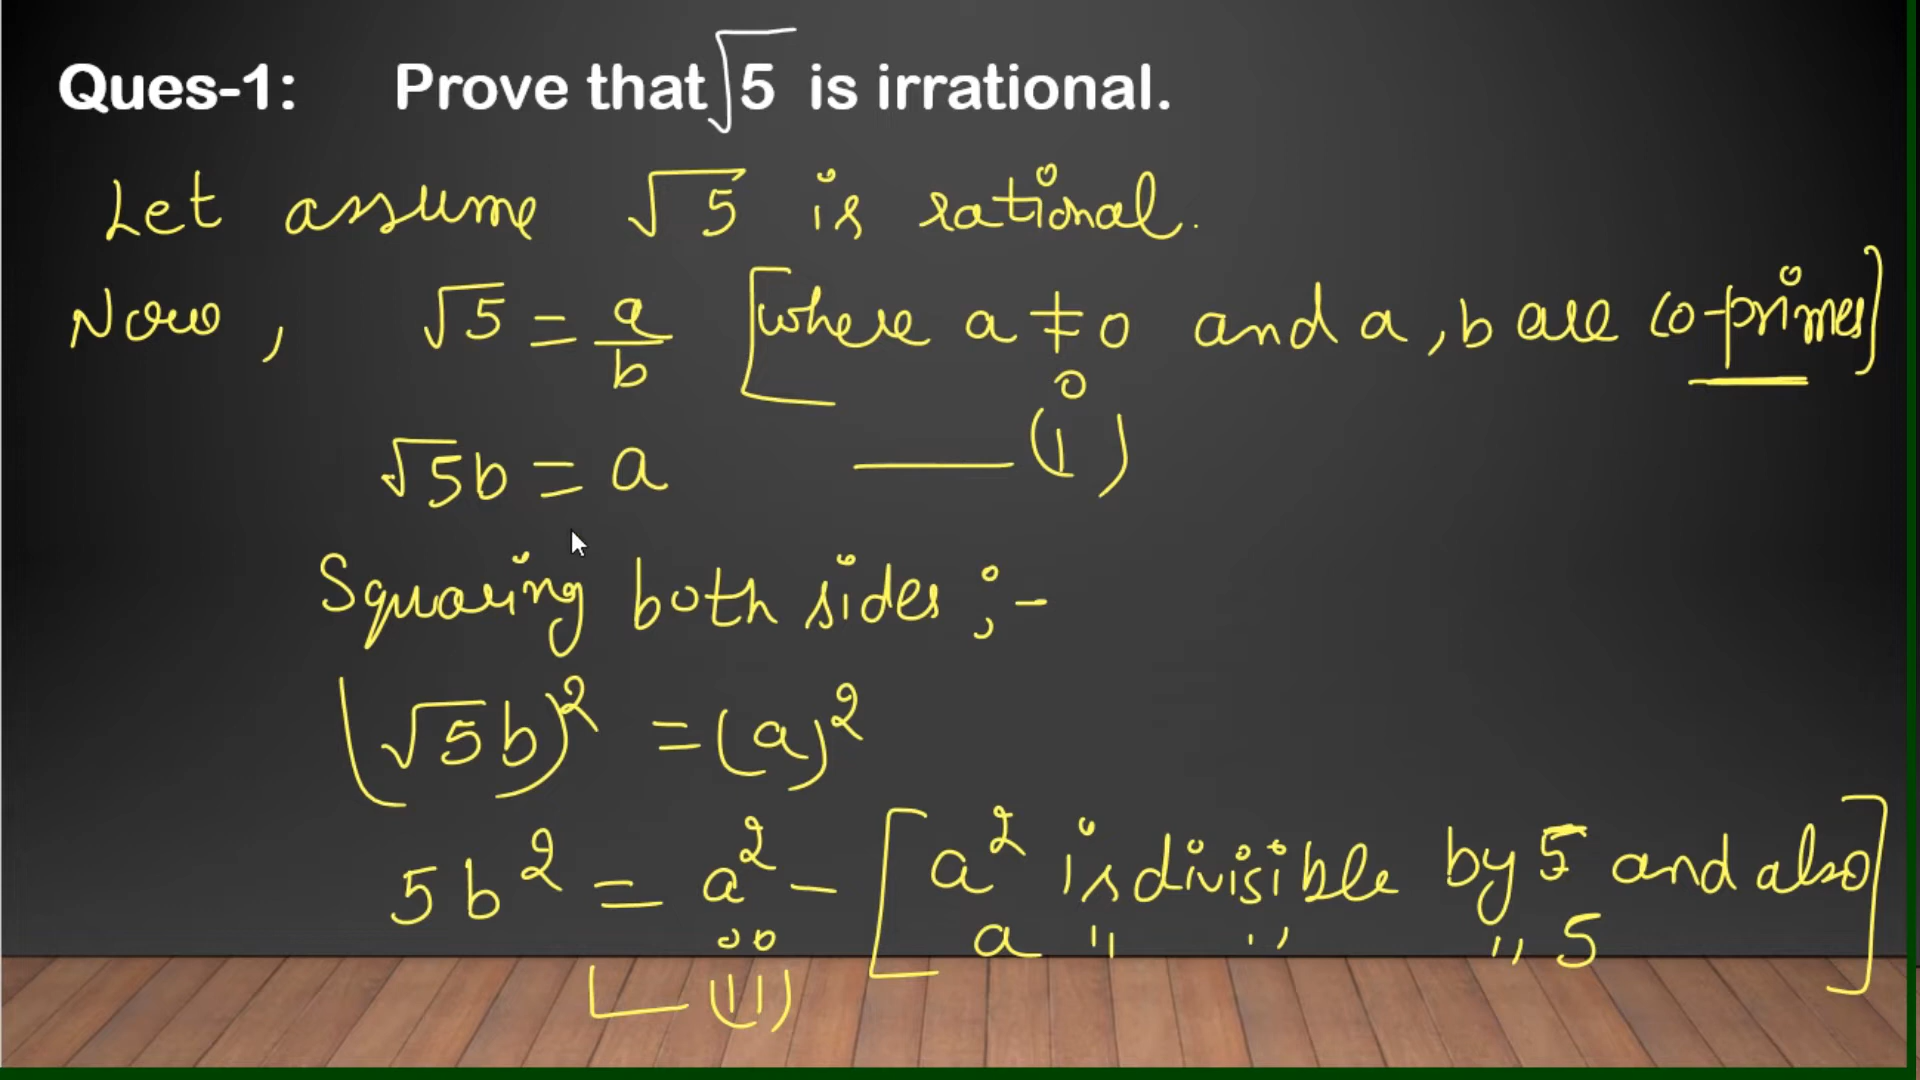 Ques-1: Prove that √5 is irrational.
Let assume √5 is rational.
Now, √5 = a/b [where a ≠ 0 and a, b are co-primes]
√5b = a —— (i)
Squaring both sides ;-
(√5b)² = (a)²
5b² = a² – [a² is divisible by 5 and also
a " " " 5]
— (ii)